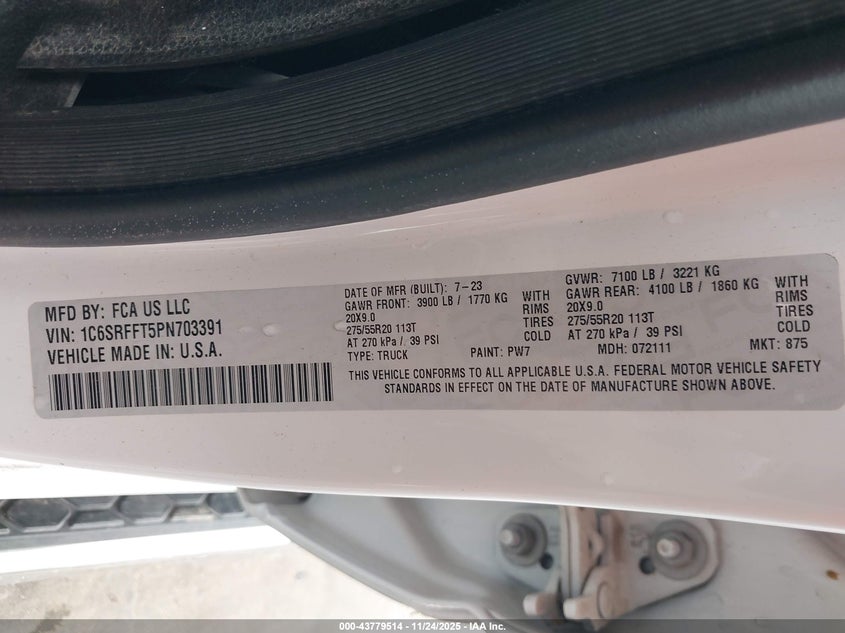 MFD BY: FCA US LLC
VIN: 1C6SRFFT5PN703391
VEHICLE MADE IN: U.S.A.
DATE OF MFR (BUILT): 7-23
GAWR FRONT: 3900 LB / 1770 KG WITH
20X9.0 RIMS
275/55R20 113T TIRES
AT 270 kPa / 39 PSI COLD
TYPE: TRUCK PAINT: PW7
GVWR: 7100 LB / 3221 KG
GAWR REAR: 4100 LB / 1860 KG WITH
20X9.0 RIMS
275/55R20 113T TIRES
AT 270 kPa / 39 PSI COLD
MDH: 072111 MKT: 875
THIS VEHICLE CONFORMS TO ALL APPLICABLE U.S.A. FEDERAL MOTOR VEHICLE SAFETY
STANDARDS IN EFFECT ON THE DATE OF MANUFACTURE SHOWN ABOVE.
000-43779514 - 11/24/2025 - IAA Inc.